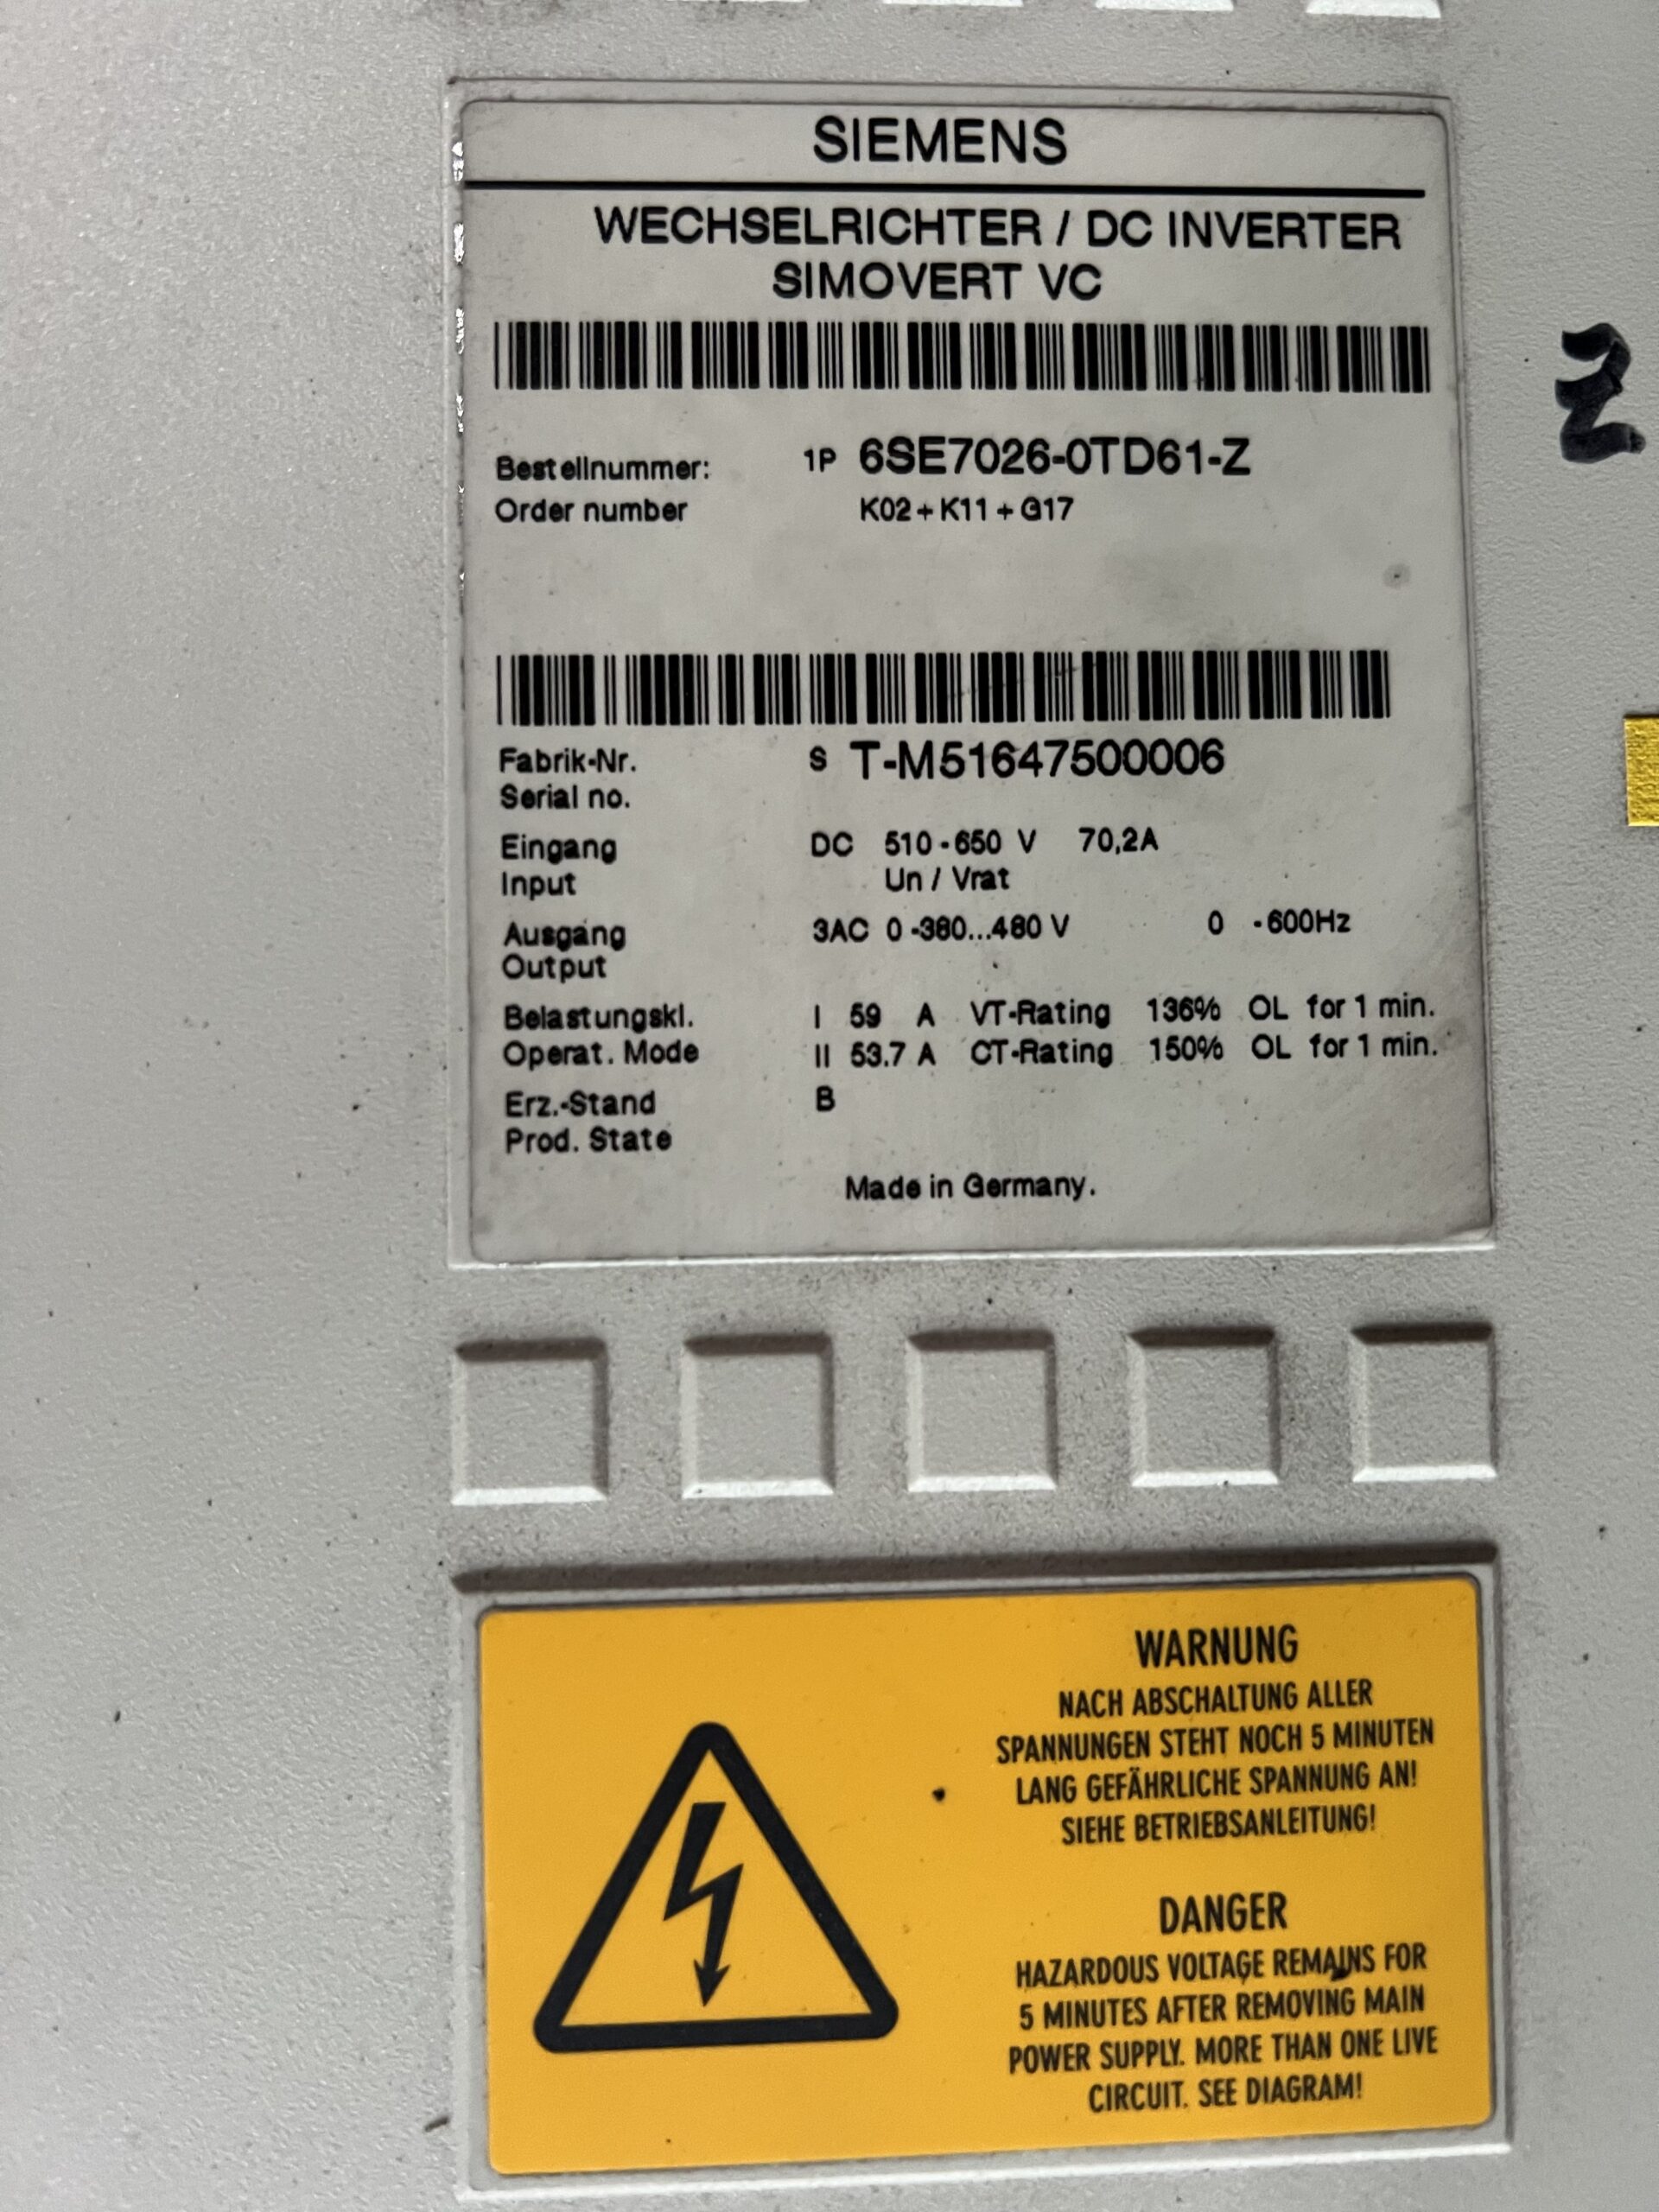 SIEMENS
WECHSELRICHTER / DC INVERTER
SIMOVERT VC
Bestellnummer: 1P 6SE7026-0TD61-Z
Order number K02+K11+G17
Fabrik-Nr. S T-M51647500006
Serial no.
Eingang DC 510-650 V 70,2A
Input Un / Vrat
Ausgang 3AC 0-380...480 V 0 -600Hz
Output
Belastungskl. I 59 A VT-Rating 136% OL for 1 min.
Operat. Mode II 53.7 A CT-Rating 150% OL for 1 min.
Erz.-Stand B
Prod. State
Made in Germany.
WARNUNG
NACH ABSCHALTUNG ALLER
SPANNUNGEN STEHT NOCH 5 MINUTEN
LANG GEFÄHRLICHE SPANNUNG AN!
SIEHE BETRIEBSANLEITUNG!
DANGER
HAZARDOUS VOLTAGE REMAINS FOR
5 MINUTES AFTER REMOVING MAIN
POWER SUPPLY. MORE THAN ONE LIVE
CIRCUIT. SEE DIAGRAM!